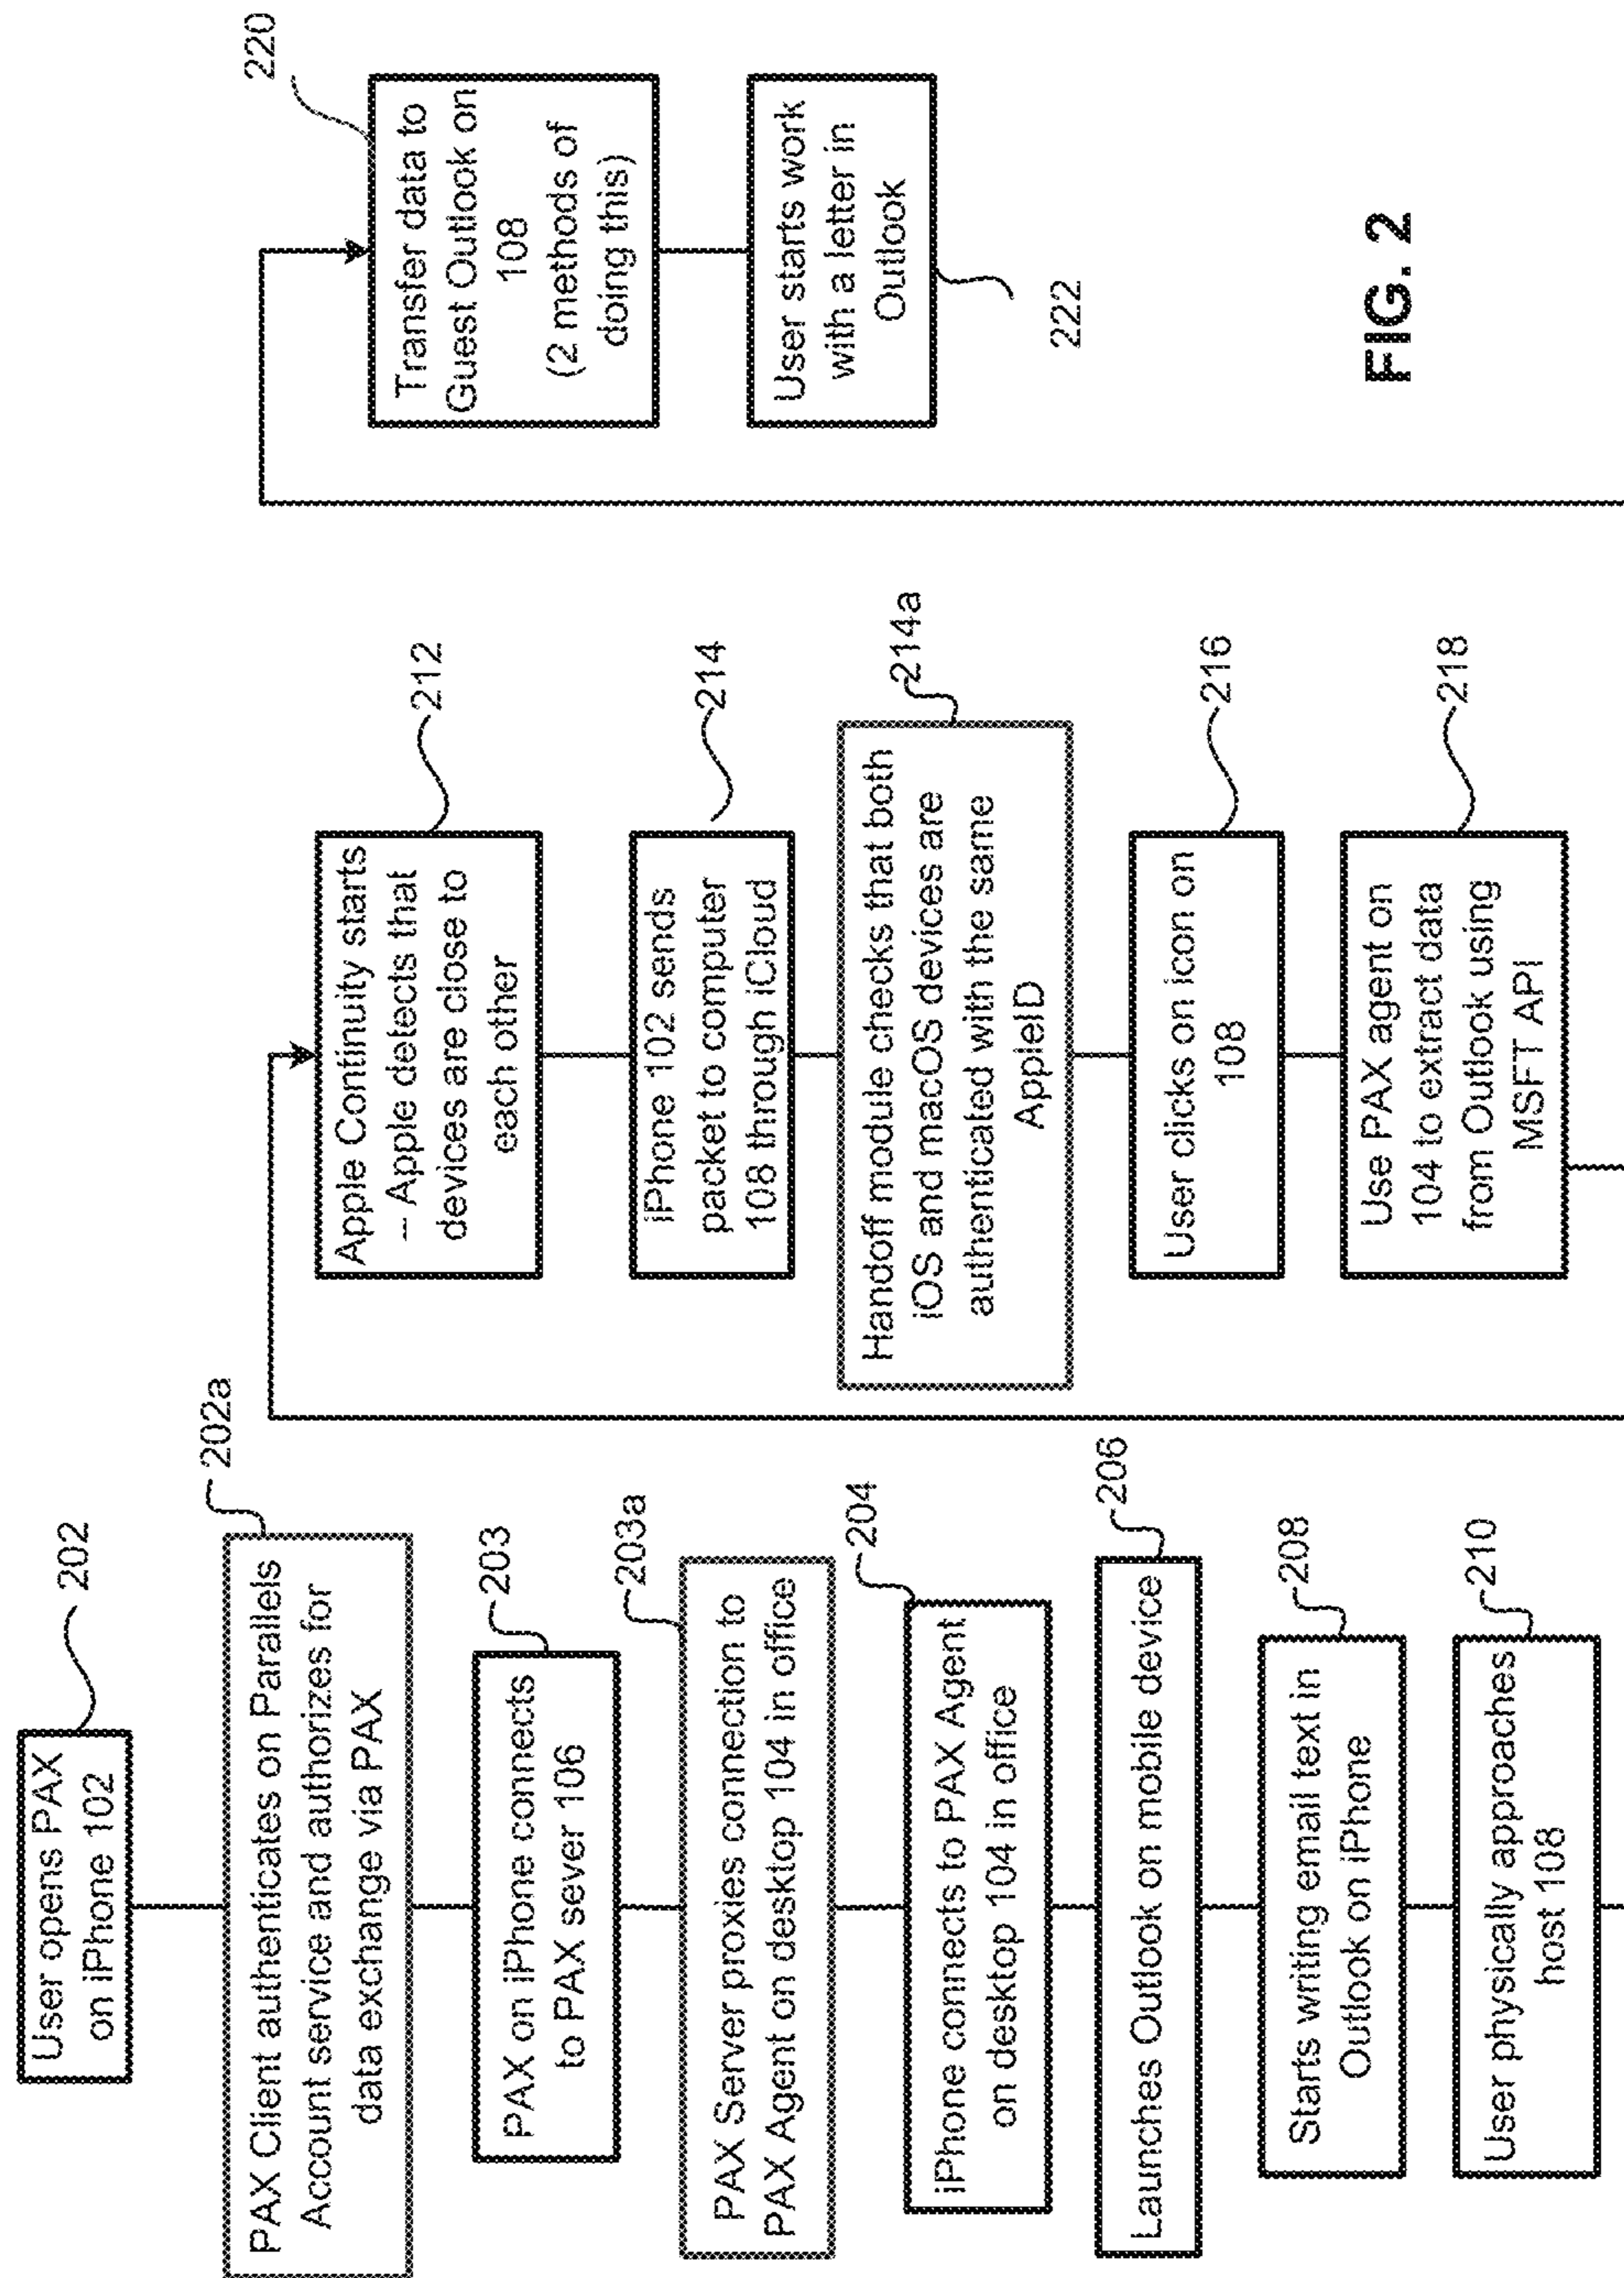 User opens PAX
on iPhone 102
202
PAX Client authenticates on Parallels
Account service and authorizes for
data exchange via PAX
202a
PAX on iPhone connects
to PAX sever 106
203
PAX Server proxies connection to
PAX Agent on desktop 104 in office
203a
iPhone connects to PAX Agent
on desktop 104 in office
204
Launches Outlook on mobile device
206
Starts writing email text in
Outlook on iPhone
208
User physically approaches
host 108
210
Apple Continuity starts
– Apple detects that
devices are close to
each other
212
iPhone 102 sends
packet to computer
108 through iCloud
214
Handoff module checks that both
iOS and macOS devices are
authenticated with the same
AppleID
214a
User clicks on icon on
108
216
Use PAX agent on
104 to extract data
from Outlook using
MSFT API
218
Transfer data to
Guest Outlook on
108
(2 methods of
doing this)
220
User starts work
with a letter in
Outlook
222
FIG. 2